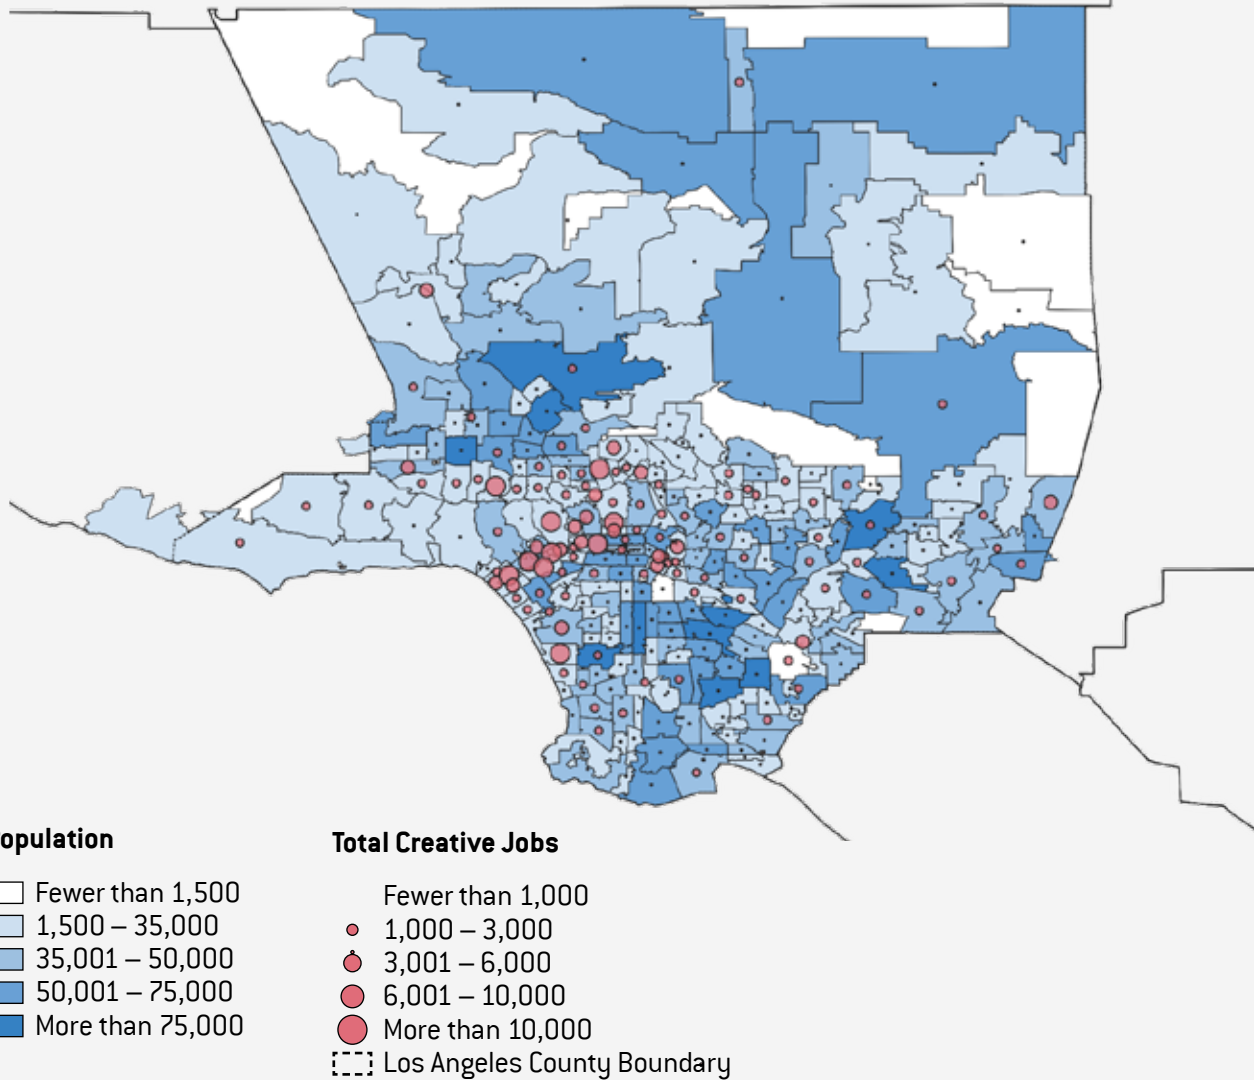 opulation
Fewer than 1,500
1,500 – 35,000
35,001 – 50,000
50,001 – 75,000
More than 75,000
Total Creative Jobs
Fewer than 1,000
1,000 – 3,000
3,001 – 6,000
6,001 – 10,000
More than 10,000
Los Angeles County Boundary